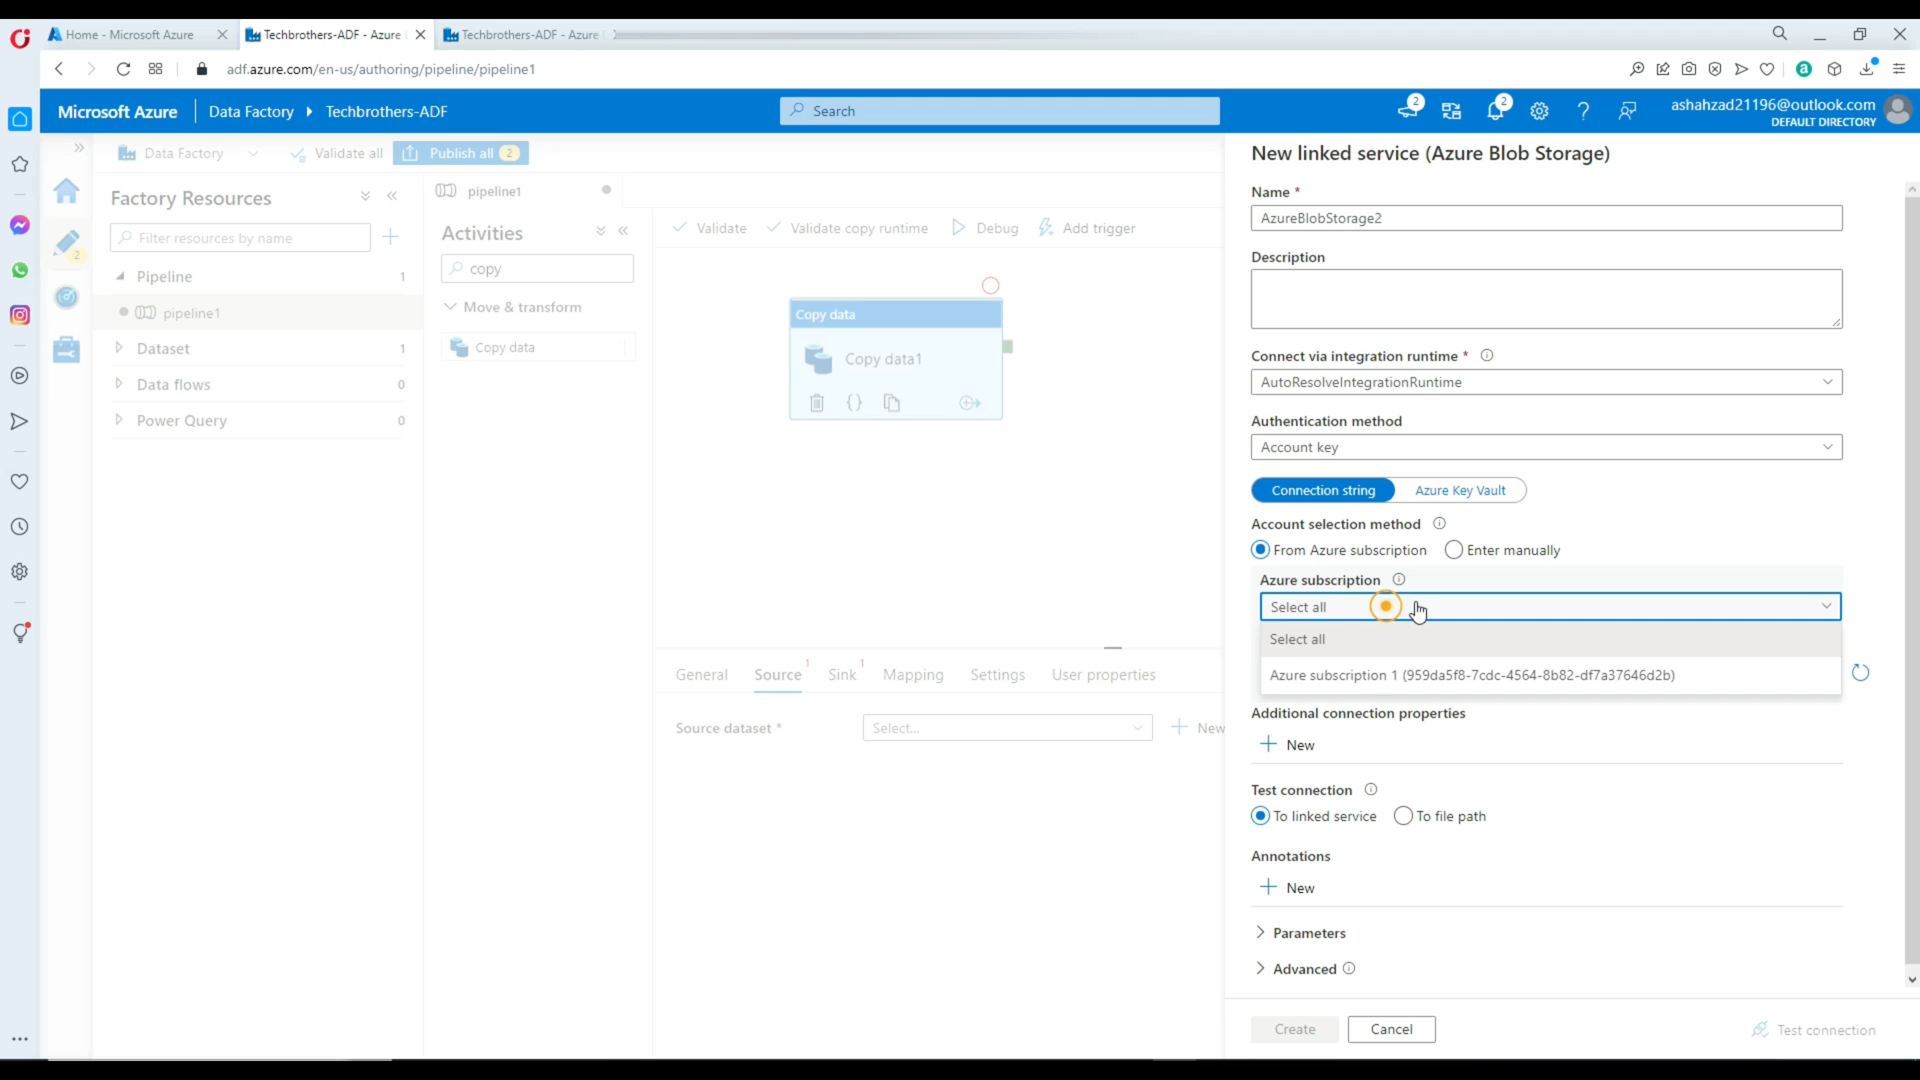 Home - Microsoft Azure
Techbrothers-ADF - Azure
Techbrothers-ADF - Azure
adf.azure.com/en-us/authoring/pipeline/pipeline1
Microsoft Azure
Data Factory
Techbrothers-ADF
Search
2
2
ashahzad21196@outlook.com
DEFAULT DIRECTORY
Data Factory
Validate all
Publish all
2
Factory Resources
Filter resources by name
2
Pipeline
1
pipeline1
Dataset
1
Data flows
0
Power Query
0
pipeline1
Activities
copy
Move & transform
Copy data
Validate
Validate copy runtime
Debug
Add trigger
Copy data
Copy data1
General
Source
1
Sink
1
Mapping
Settings
User properties
Source dataset *
Select...
New
New linked service (Azure Blob Storage)
Name *
AzureBlobStorage2
Description
Connect via integration runtime *
AutoResolveIntegrationRuntime
Authentication method
Account key
Connection string
Azure Key Vault
Account selection method
From Azure subscription
Enter manually
Azure subscription
Select all
Select all
Azure subscription 1 (959da5f8-7cdc-4564-8b82-df7a37646d2b)
Additional connection properties
New
Test connection
To linked service
To file path
Annotations
New
Parameters
Advanced
Create
Cancel
Test connection